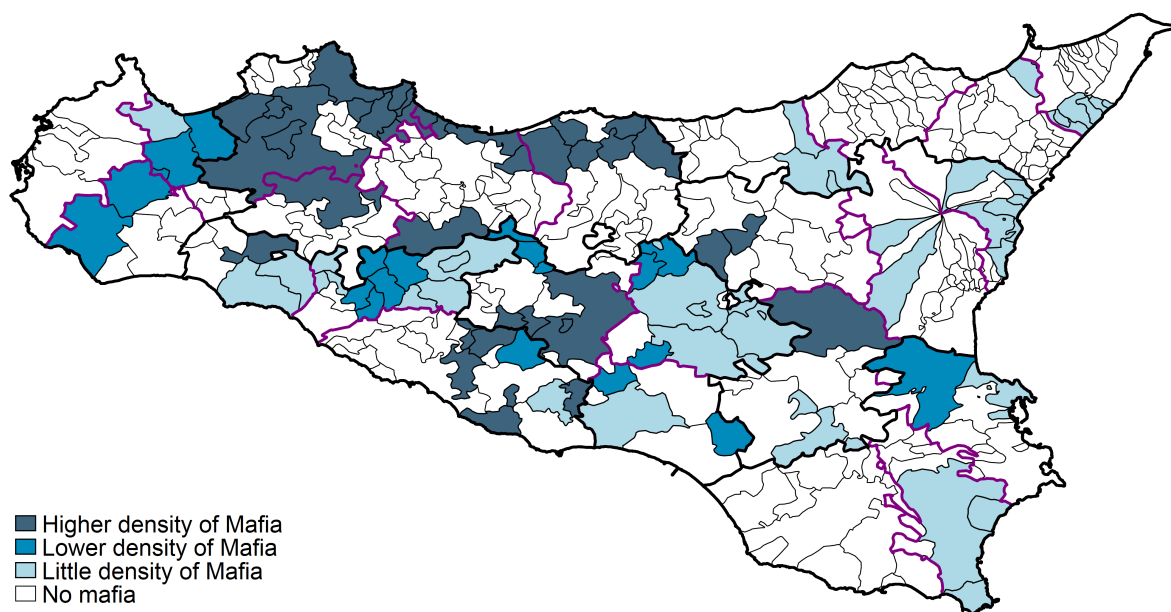 Higher density of Mafia
Lower density of Mafia
Little density of Mafia
No mafia